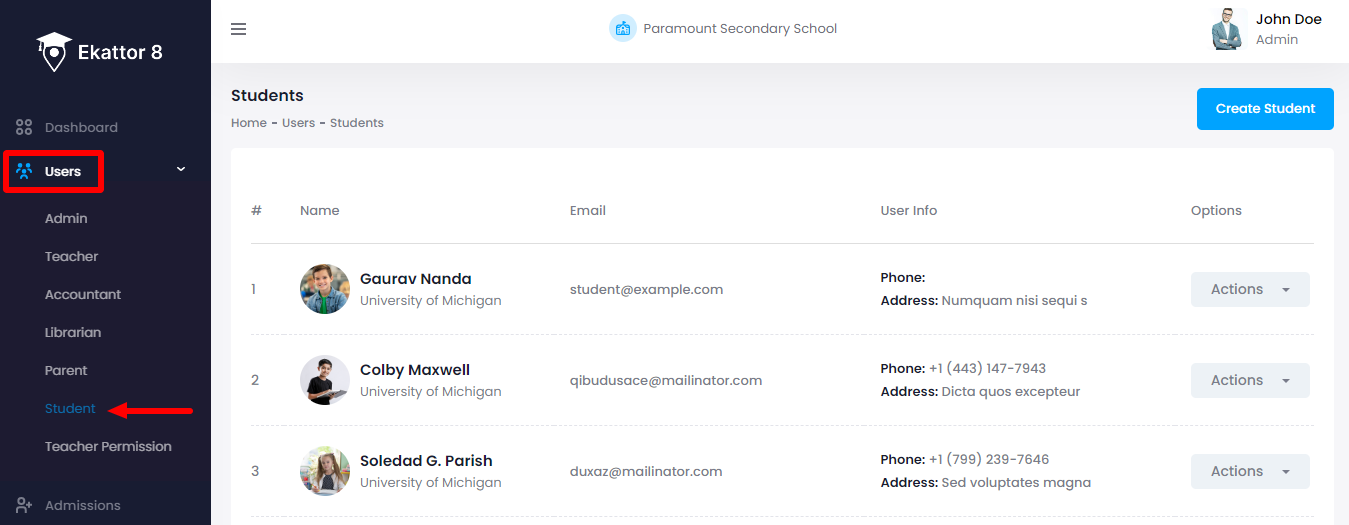 Ekattor 8
Paramount Secondary School
John Doe
Admin
Dashboard
Users
Admin
Teacher
Accountant
Librarian
Parent
Student
Teacher Permission
Admissions
Students
Home - Users - Students
Create Student
# Name Email User Info Options
1 Gaurav Nanda
University of Michigan
student@example.com
Phone:
Address: Numquam nisi sequi s
Actions
2 Colby Maxwell
University of Michigan
qibudusace@mailinator.com
Phone: +1 (443) 147-7943
Address: Dicta quos excepteur
Actions
3 Soledad G. Parish
University of Michigan
duxaz@mailinator.com
Phone: +1 (799) 239-7646
Address: Sed voluptates magna
Actions